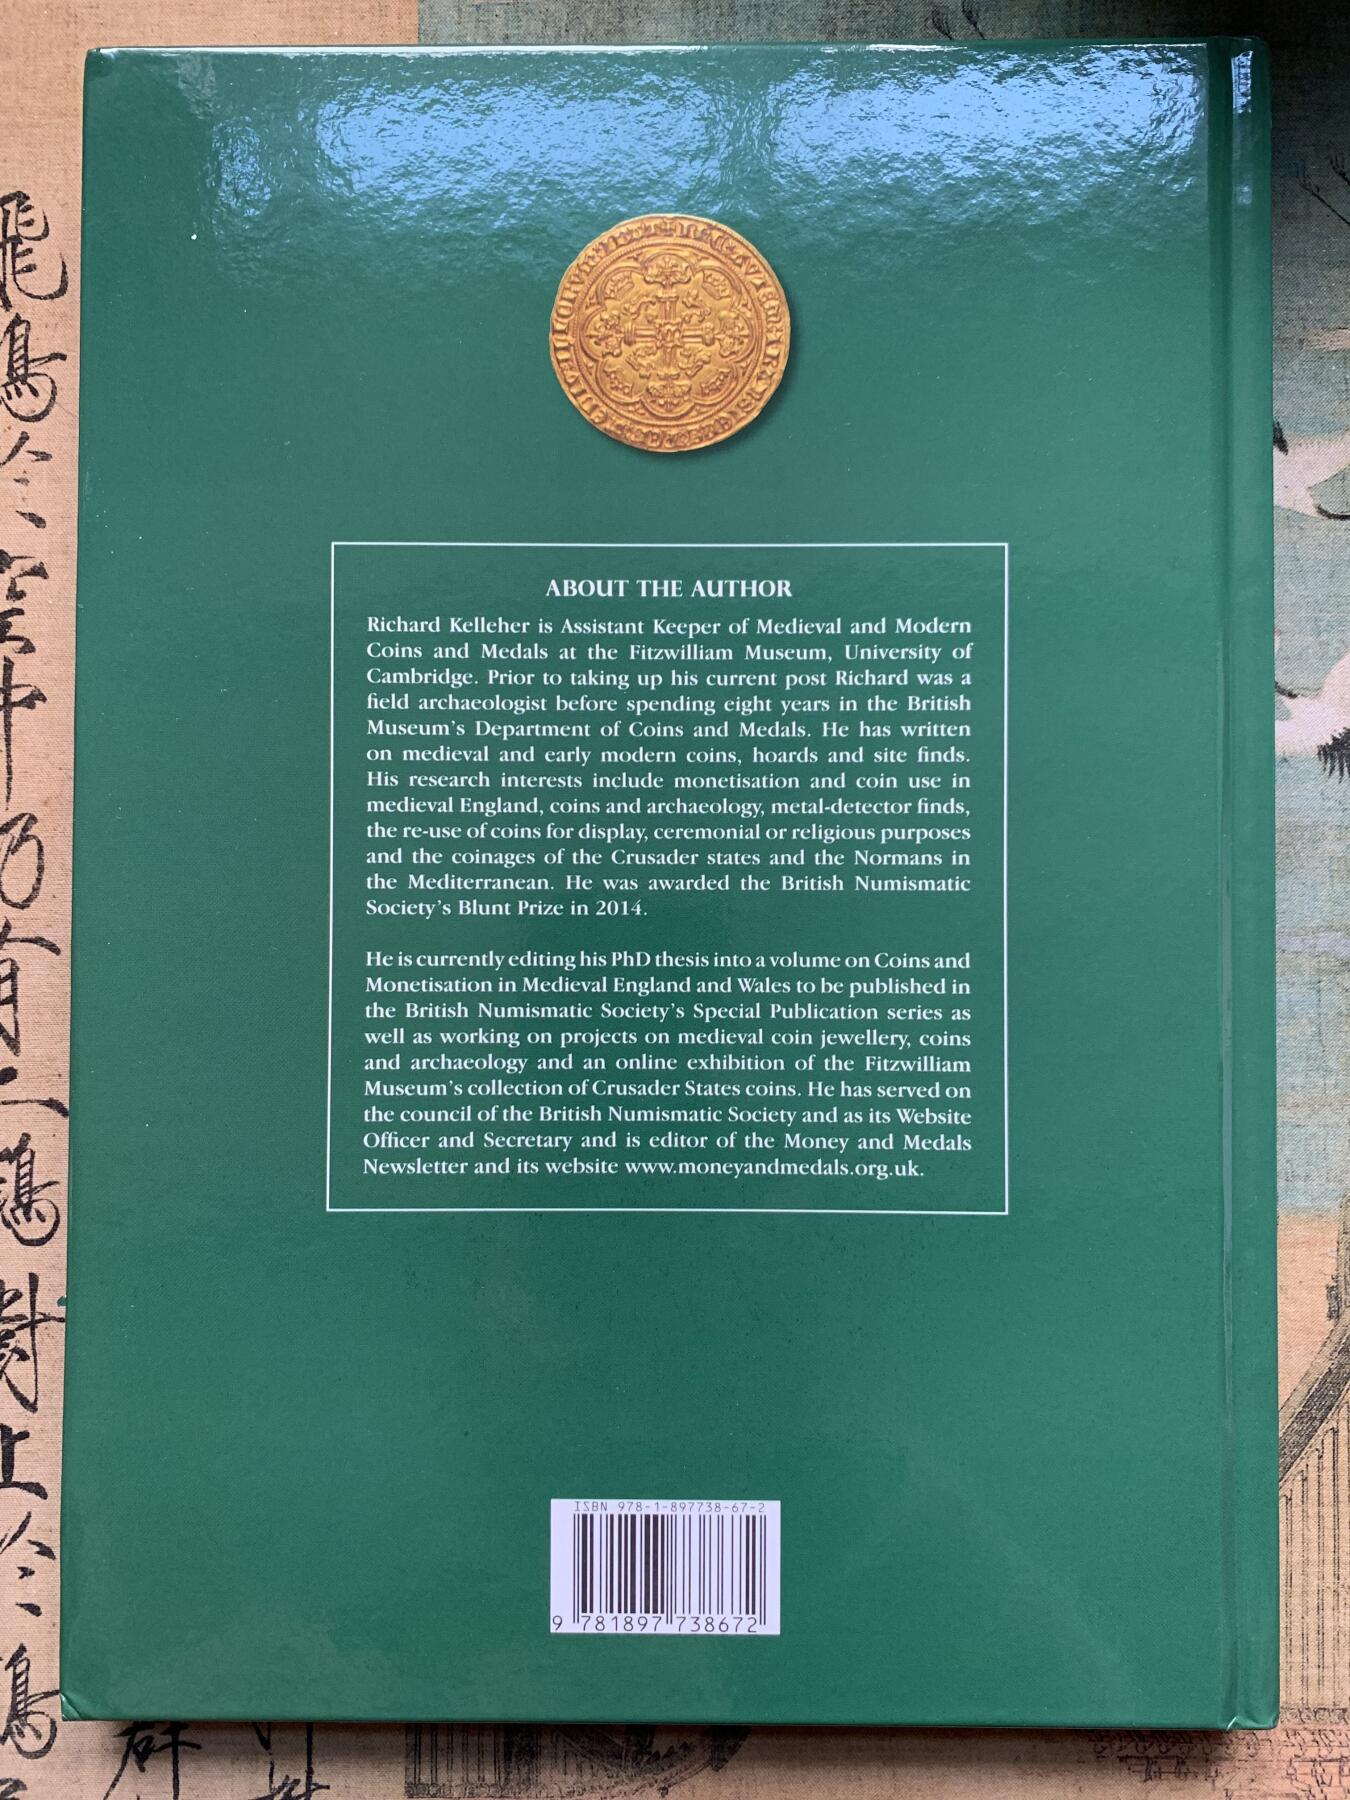 ABOUT THE AUTHOR
Richard Kelleher is Assistant Keeper of Medieval and Modern
Coins and Medals at the Fitzwilliam Museum, University of
Cambridge. Prior to taking up his current post Richard was a
field archaeologist before spending eight years in the British
Museum's Department of Coins and Medals. He has written
on medieval and early modern coins, hoards and site finds.
His research interests include monetisation and coin use in
medieval England, coins and archaeology, metal-detector finds,
the re-use of coins for display, ceremonial or religious purposes
and the coinages of the Crusader states and the Normans in
the Mediterranean. He was awarded the British Numismatic
Society's Blunt Prize in 2014.
He is currently editing his PhD thesis into a volume on Coins and
Monetisation in Medieval England and Wales to be published in
the British Numismatic Society's Special Publication series as
well as working on projects on medieval coin jewellery, coins
and archaeology and an online exhibition of the Fitzwilliam
Museum's collection of Crusader States coins. He has served on
the council of the British Numismatic Society and as its Website
Officer and Secretary and is editor of the Money and Medals
Newsletter and its website www.moneyandmedals.org.uk.
ISBN 978-1-897738-67-2
9 781897 738672